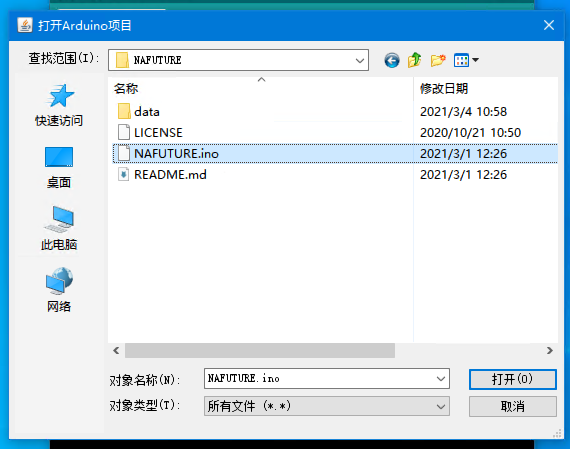 打开Arduino项目
查找范围(I):
NAFUTURE
名称
修改日期
data
2021/3/4 10:58
LICENSE
2020/10/21 10:50
NAFUTURE.ino
2021/3/1 12:26
README.md
2021/3/1 12:26
快速访问
桌面
此电脑
网络
对象名称(N):
NAFUTURE.ino
打开(O)
对象类型(T):
所有文件 (*.*)
取消